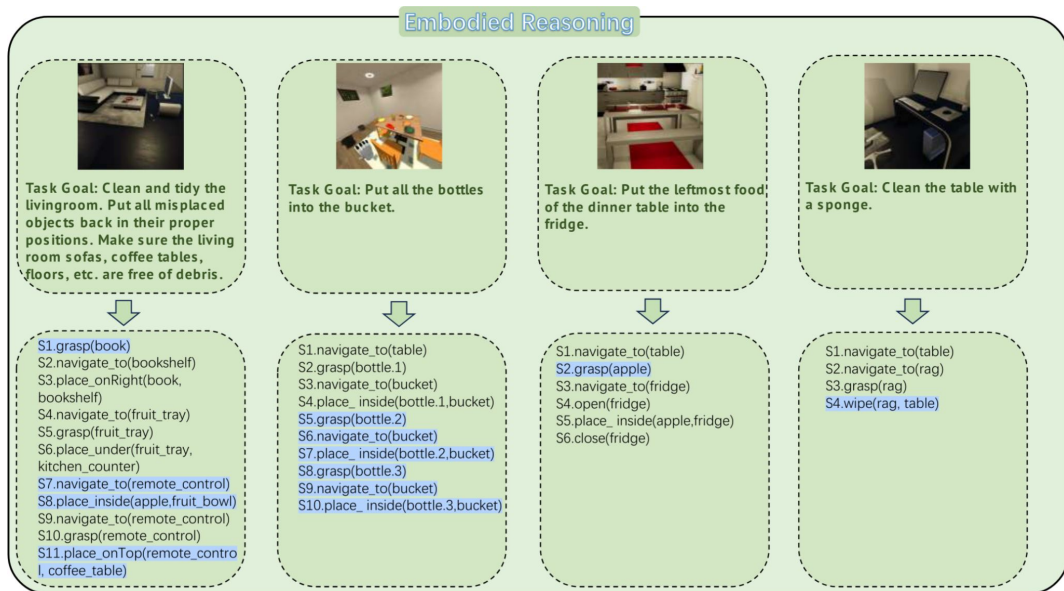 Embodied Reasoning
Task Goal: Clean and tidy the
livingroom. Put all misplaced
objects back in their proper
positions. Make sure the living
room sofas, coffee tables,
floors, etc. are free of debris.
S1.grasp(book)
S2.navigate_to(bookshelf)
S3.place_onRight(book,
bookshelf)
S4.navigate_to(fruit_tray)
S5.grasp(fruit_tray)
S6.place_under(fruit_tray,
kitchen_counter)
S7.navigate_to(remote_control)
S8.place_inside(apple,fruit_bowl)
S9.navigate_to(remote_control)
S10.grasp(remote_control)
S11.place_onTop(remote_contro
l, coffee_table)
Task Goal: Put all the bottles
into the bucket.
S1.navigate_to(table)
S2.grasp(bottle.1)
S3.navigate_to(bucket)
S4.place_ inside(bottle.1,bucket)
S5.grasp(bottle.2)
S6.navigate_to(bucket)
S7.place_ inside(bottle.2,bucket)
S8.grasp(bottle.3)
S9.navigate_to(bucket)
S10.place_ inside(bottle.3,bucket)
Task Goal: Put the leftmost food
of the dinner table into the
fridge.
S1.navigate_to(table)
S2.grasp(apple)
S3.navigate_to(fridge)
S4.open(fridge)
S5.place_ inside(apple,fridge)
S6.close(fridge)
Task Goal: Clean the table with
a sponge.
S1.navigate_to(table)
S2.navigate_to(rag)
S3.grasp(rag)
S4.wipe(rag, table)